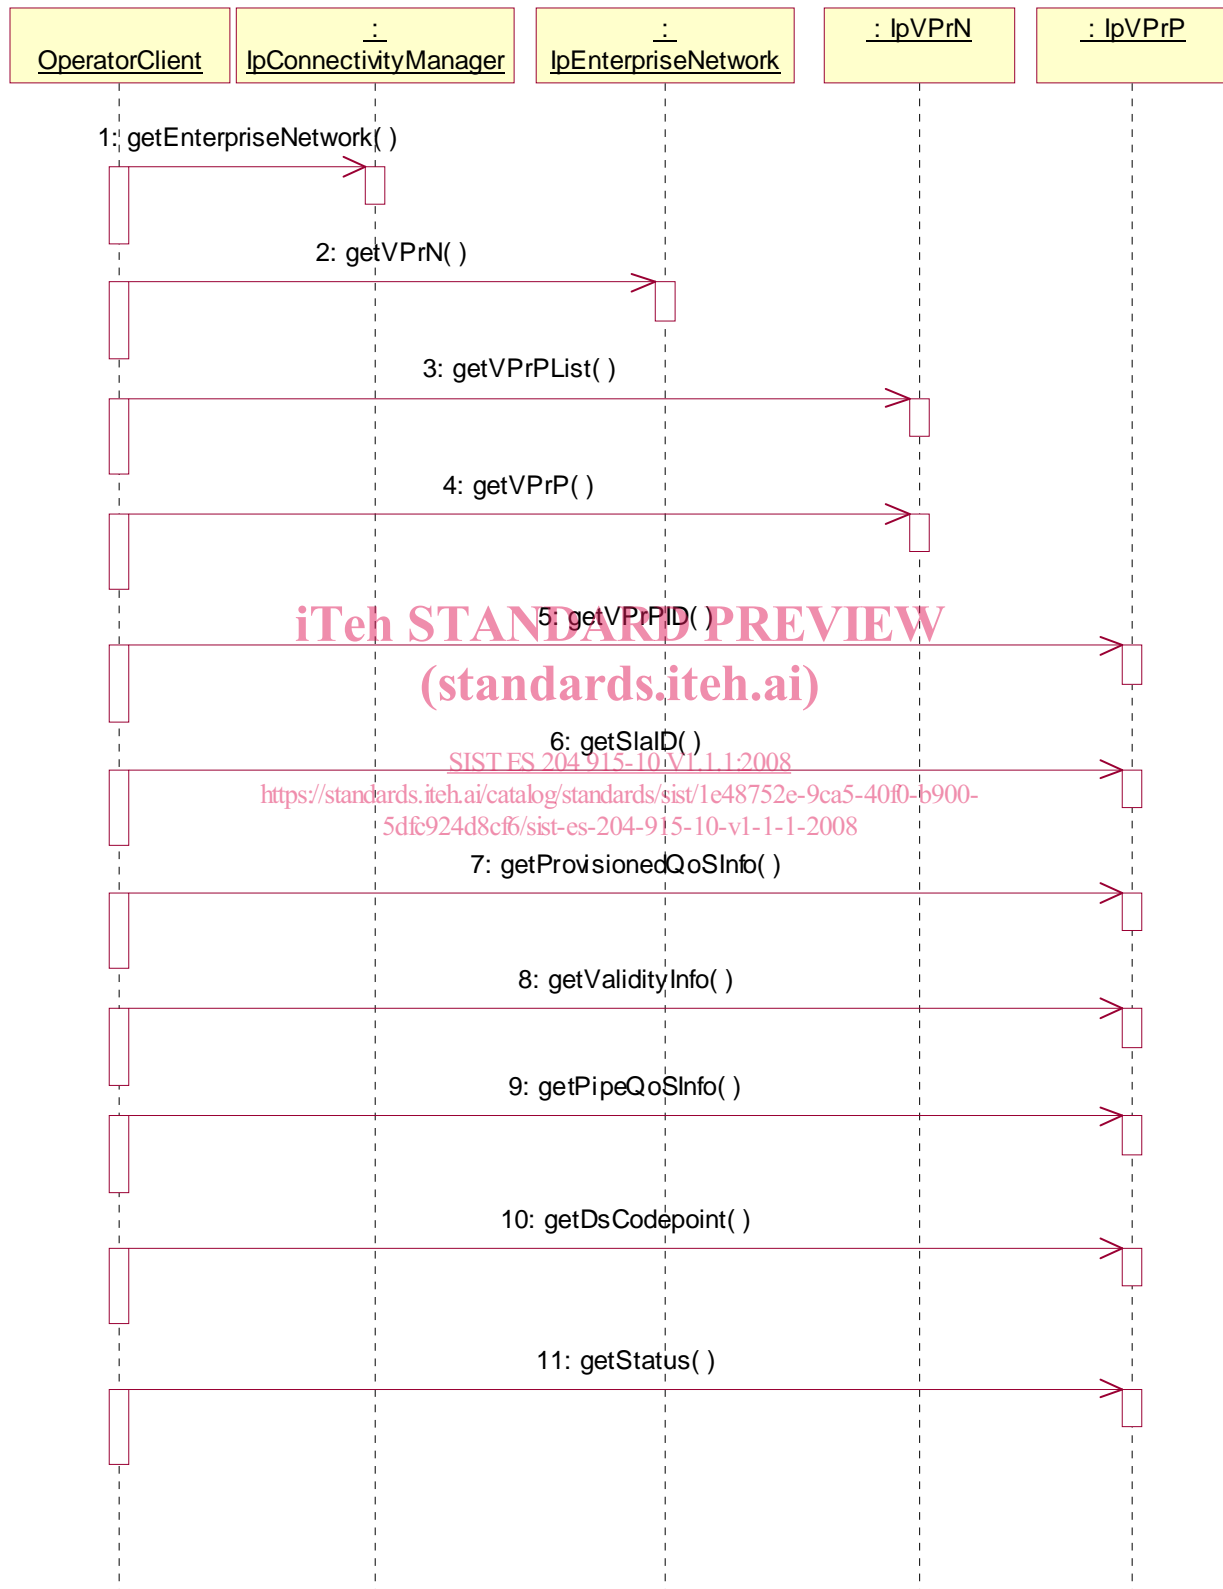 OperatorClient
:
IpConnectivityManager
:
IpEnterpriseNetwork
: IpVPrN
: IpVPrP
1: getEnterpriseNetwork( )
2: getVPrN( )
3: getVPrPList( )
4: getVPrP( )
5: getVPrPID( )
iTeh STANDARD PREVIEW
(standards.iteh.ai)
6: getSlaID( )
SIST ES 204 915-10 V1.1.1:2008
https://standards.iteh.ai/catalog/standards/sist/1e48752e-9ca5-40f0-b900-
5dfc924d8cf6/sist-es-204-915-10-v1-1-1-2008
7: getProvisionedQoSInfo( )
8: getValidityInfo( )
9: getPipeQoSInfo( )
10: getDsCodepoint( )
11: getStatus( )